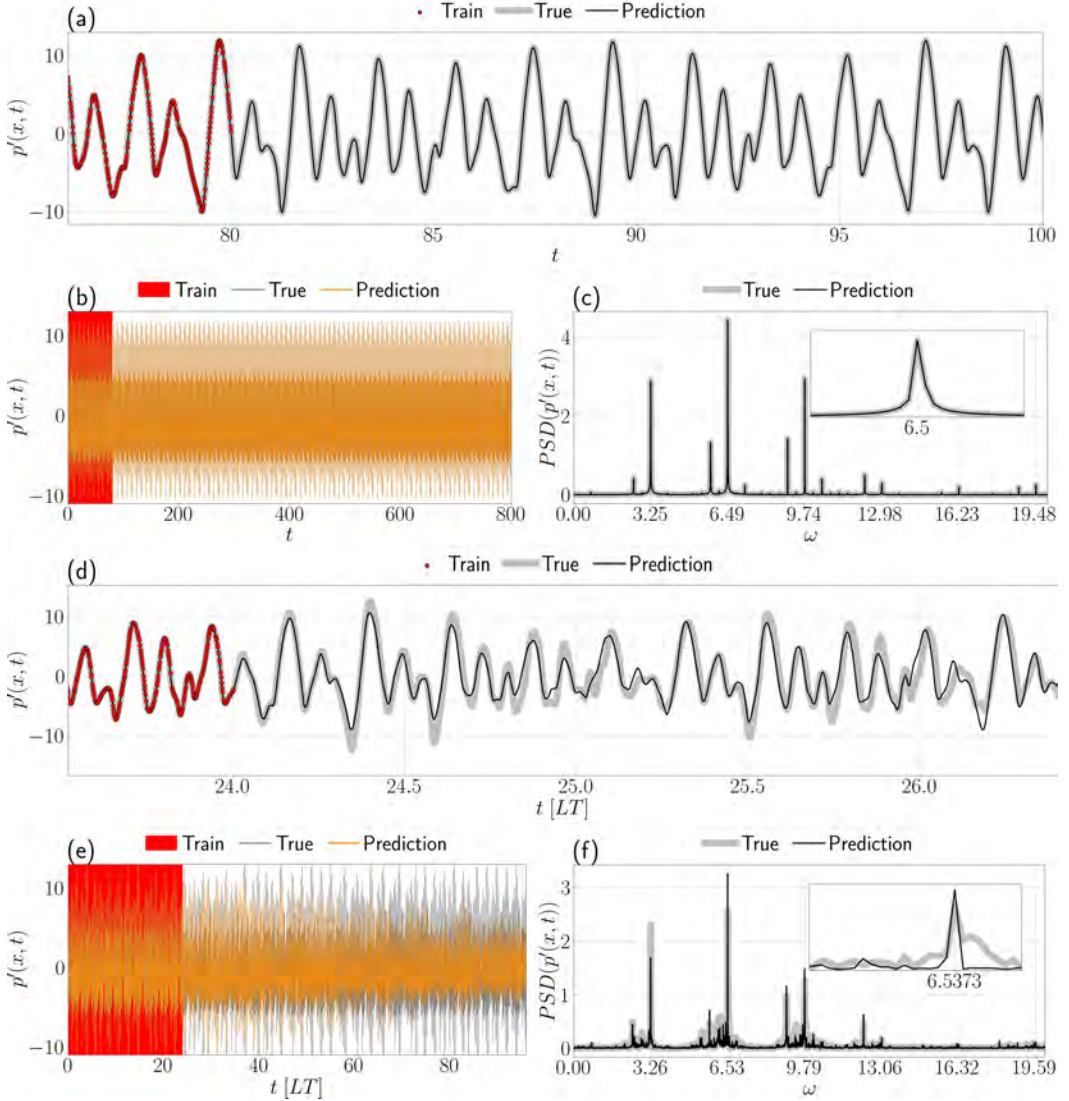 (a) Train True Prediction
10
0
−10
p′(x, t)
80 85 90 95 100
t
(b) Train True Prediction
10
0
−10
p′(x, t)
0 200 400 600 800
t
(c) True Prediction
4
2
0
PSD(p′(x, t))
6.5
0.00 3.25 6.49 9.74 12.98 16.23 19.48
ω
(d) Train True Prediction
10
0
−10
p′(x, t)
24.0 24.5 25.0 25.5 26.0
t [LT]
(e) Train True Prediction
10
0
−10
p′(x, t)
0 20 40 60 80
t [LT]
(f) True Prediction
3
2
1
0
PSD(p′(x, t))
6.5373
0.00 3.26 6.53 9.79 13.06 16.32 19.59
ω